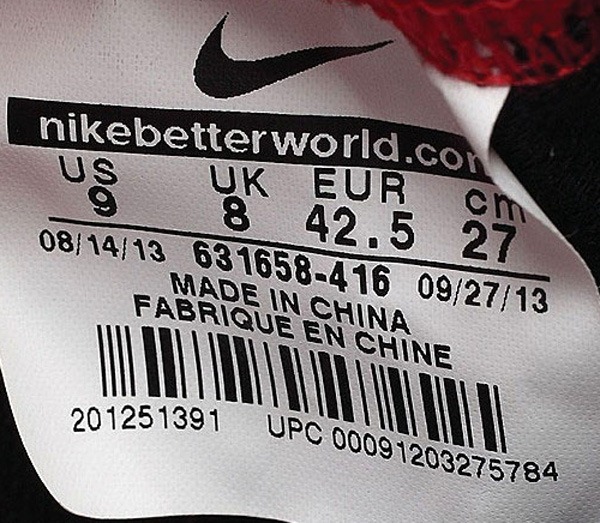 nikebetterworld.com
US UK EUR cm
9 8 42.5 27
08/14/13 631658-416 09/27/13
MADE IN CHINA
FABRIQUE EN CHINE
201251391 UPC 00091203275784